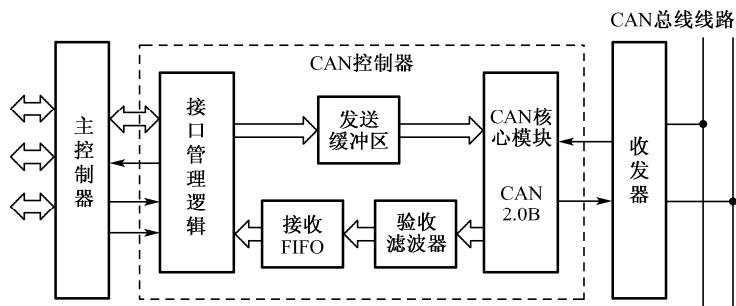 CAN总线线路
CAN控制器
主控制器
接口管理逻辑
发送
缓冲区
CAN核
心模块
CAN
2.0B
收发器
接收
FIFO
验收
滤波器